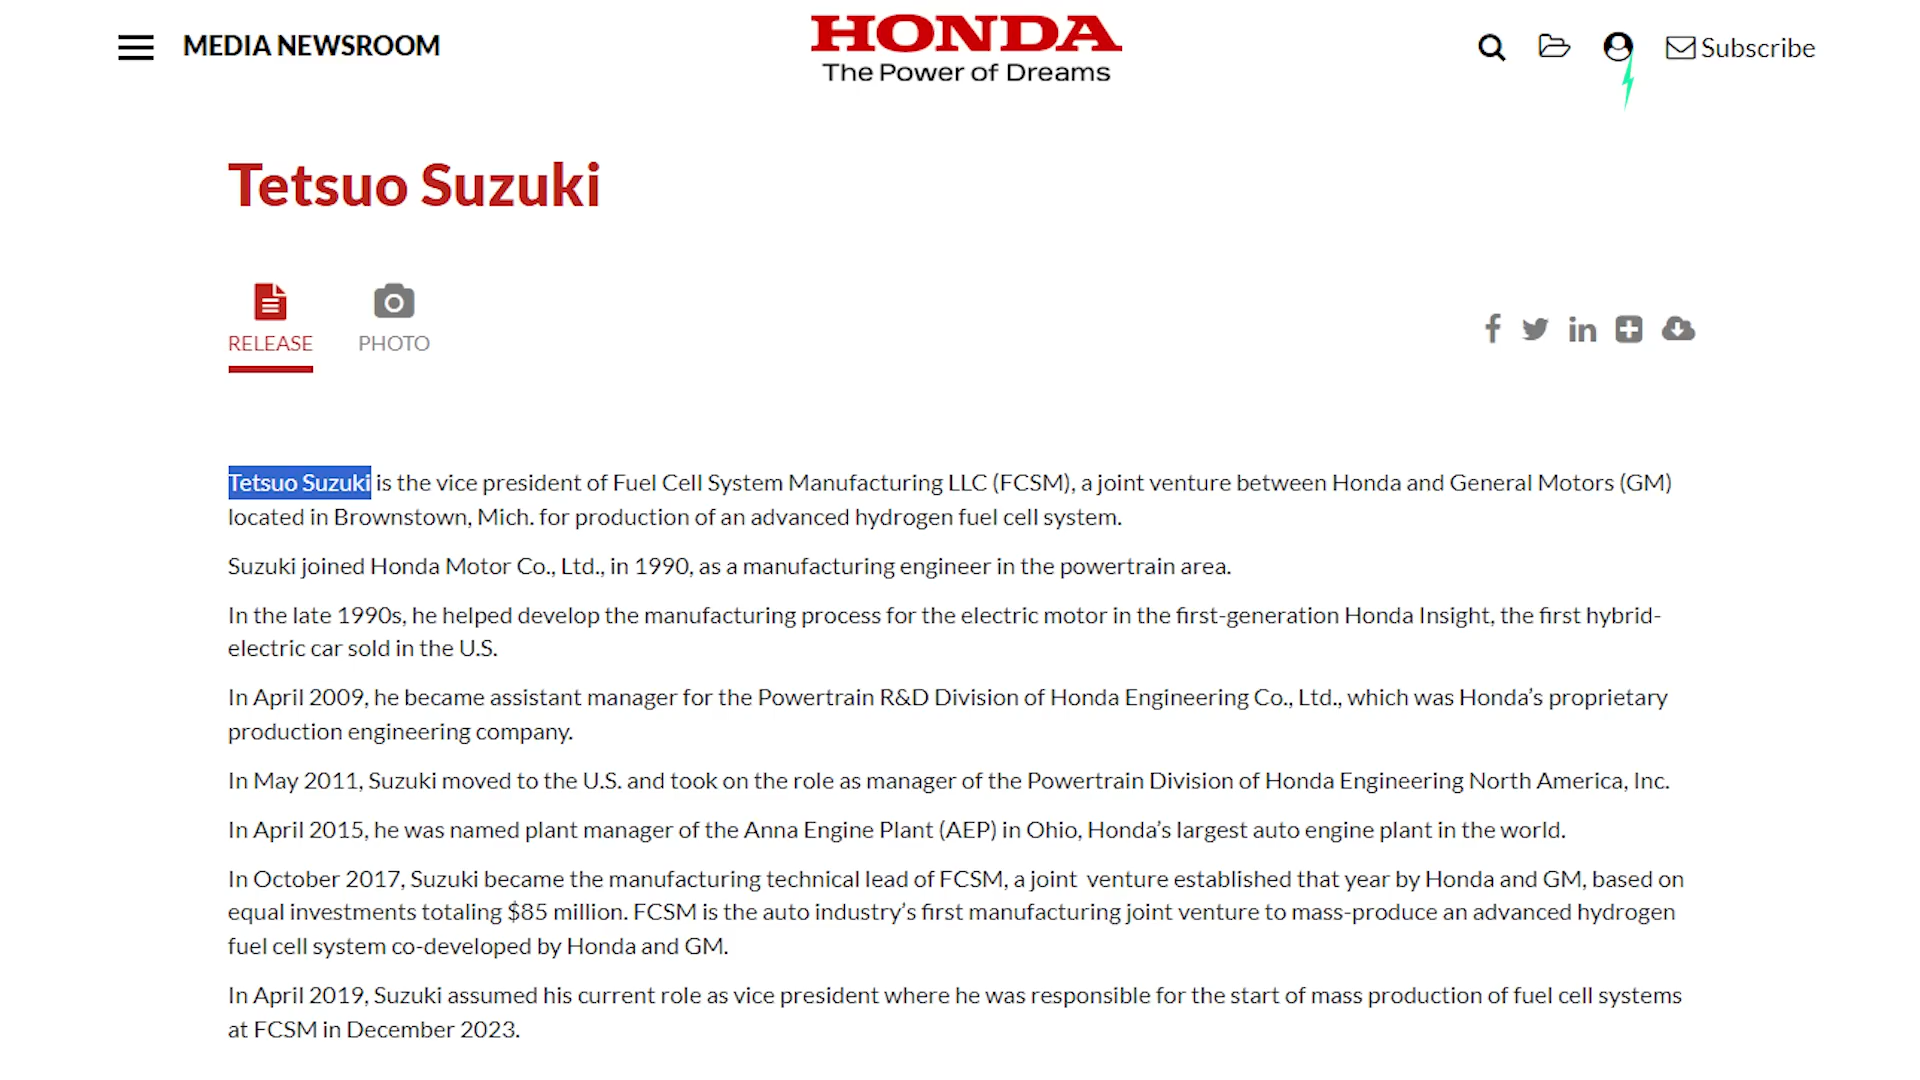 MEDIA NEWSROOM
HONDA
The Power of Dreams
Subscribe
Tetsuo Suzuki
RELEASE
PHOTO
Tetsuo Suzuki is the vice president of Fuel Cell System Manufacturing LLC (FCSM), a joint venture between Honda and General Motors (GM)
located in Brownstown, Mich. for production of an advanced hydrogen fuel cell system.
Suzuki joined Honda Motor Co., Ltd., in 1990, as a manufacturing engineer in the powertrain area.
In the late 1990s, he helped develop the manufacturing process for the electric motor in the first-generation Honda Insight, the first hybrid-
electric car sold in the U.S.
In April 2009, he became assistant manager for the Powertrain R&D Division of Honda Engineering Co., Ltd., which was Honda’s proprietary
production engineering company.
In May 2011, Suzuki moved to the U.S. and took on the role as manager of the Powertrain Division of Honda Engineering North America, Inc.
In April 2015, he was named plant manager of the Anna Engine Plant (AEP) in Ohio, Honda’s largest auto engine plant in the world.
In October 2017, Suzuki became the manufacturing technical lead of FCSM, a joint venture established that year by Honda and GM, based on
equal investments totaling $85 million. FCSM is the auto industry’s first manufacturing joint venture to mass-produce an advanced hydrogen
fuel cell system co-developed by Honda and GM.
In April 2019, Suzuki assumed his current role as vice president where he was responsible for the start of mass production of fuel cell systems
at FCSM in December 2023.